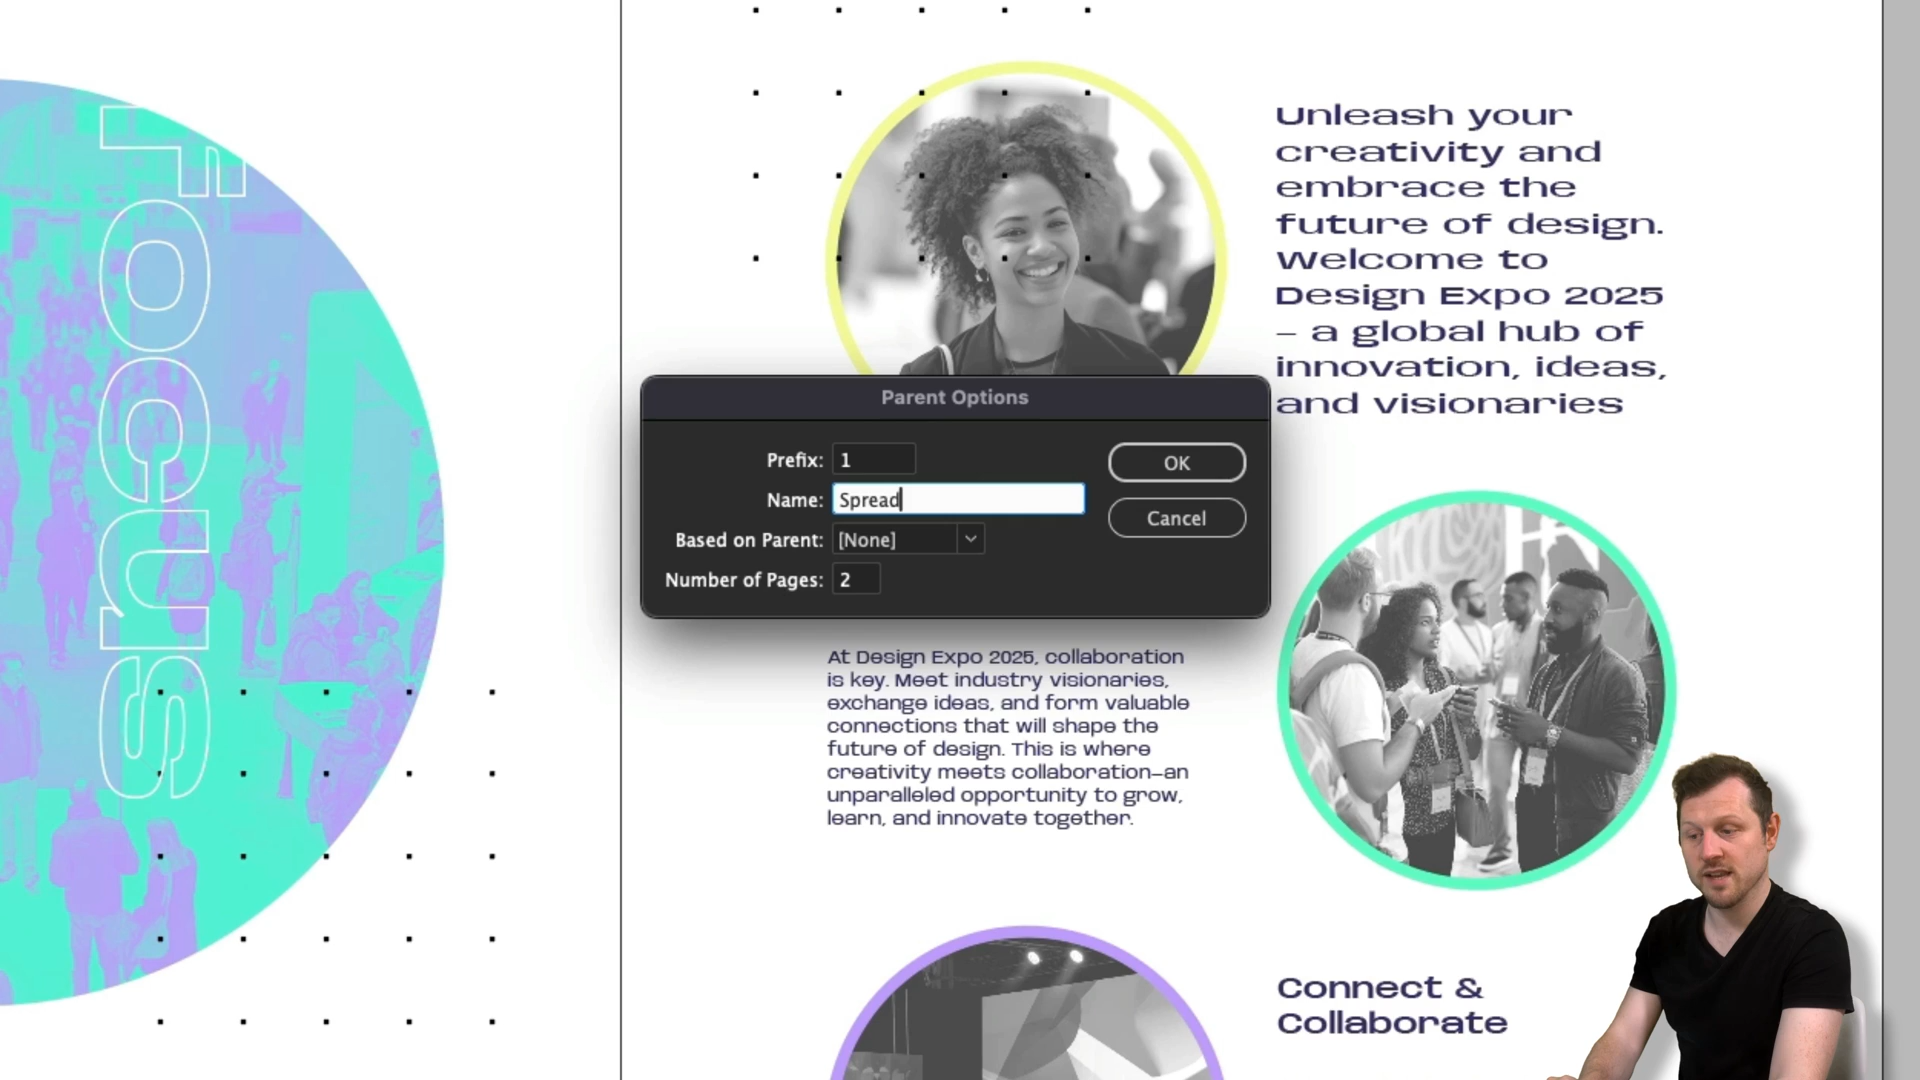 Focus
Unleash your
creativity and
embrace the
future of design.
Welcome to
Design Expo 2025
– a global hub of
innovation, ideas,
and visionaries
Parent Options
Prefix: 1
Name: Spread
Based on Parent: [None]
Number of Pages: 2
OK
Cancel
At Design Expo 2025, collaboration
is key. Meet industry visionaries,
exchange ideas, and form valuable
connections that will shape the
future of design. This is where
creativity meets collaboration—an
unparalleled opportunity to grow,
learn, and innovate together.
Connect &
Collaborate